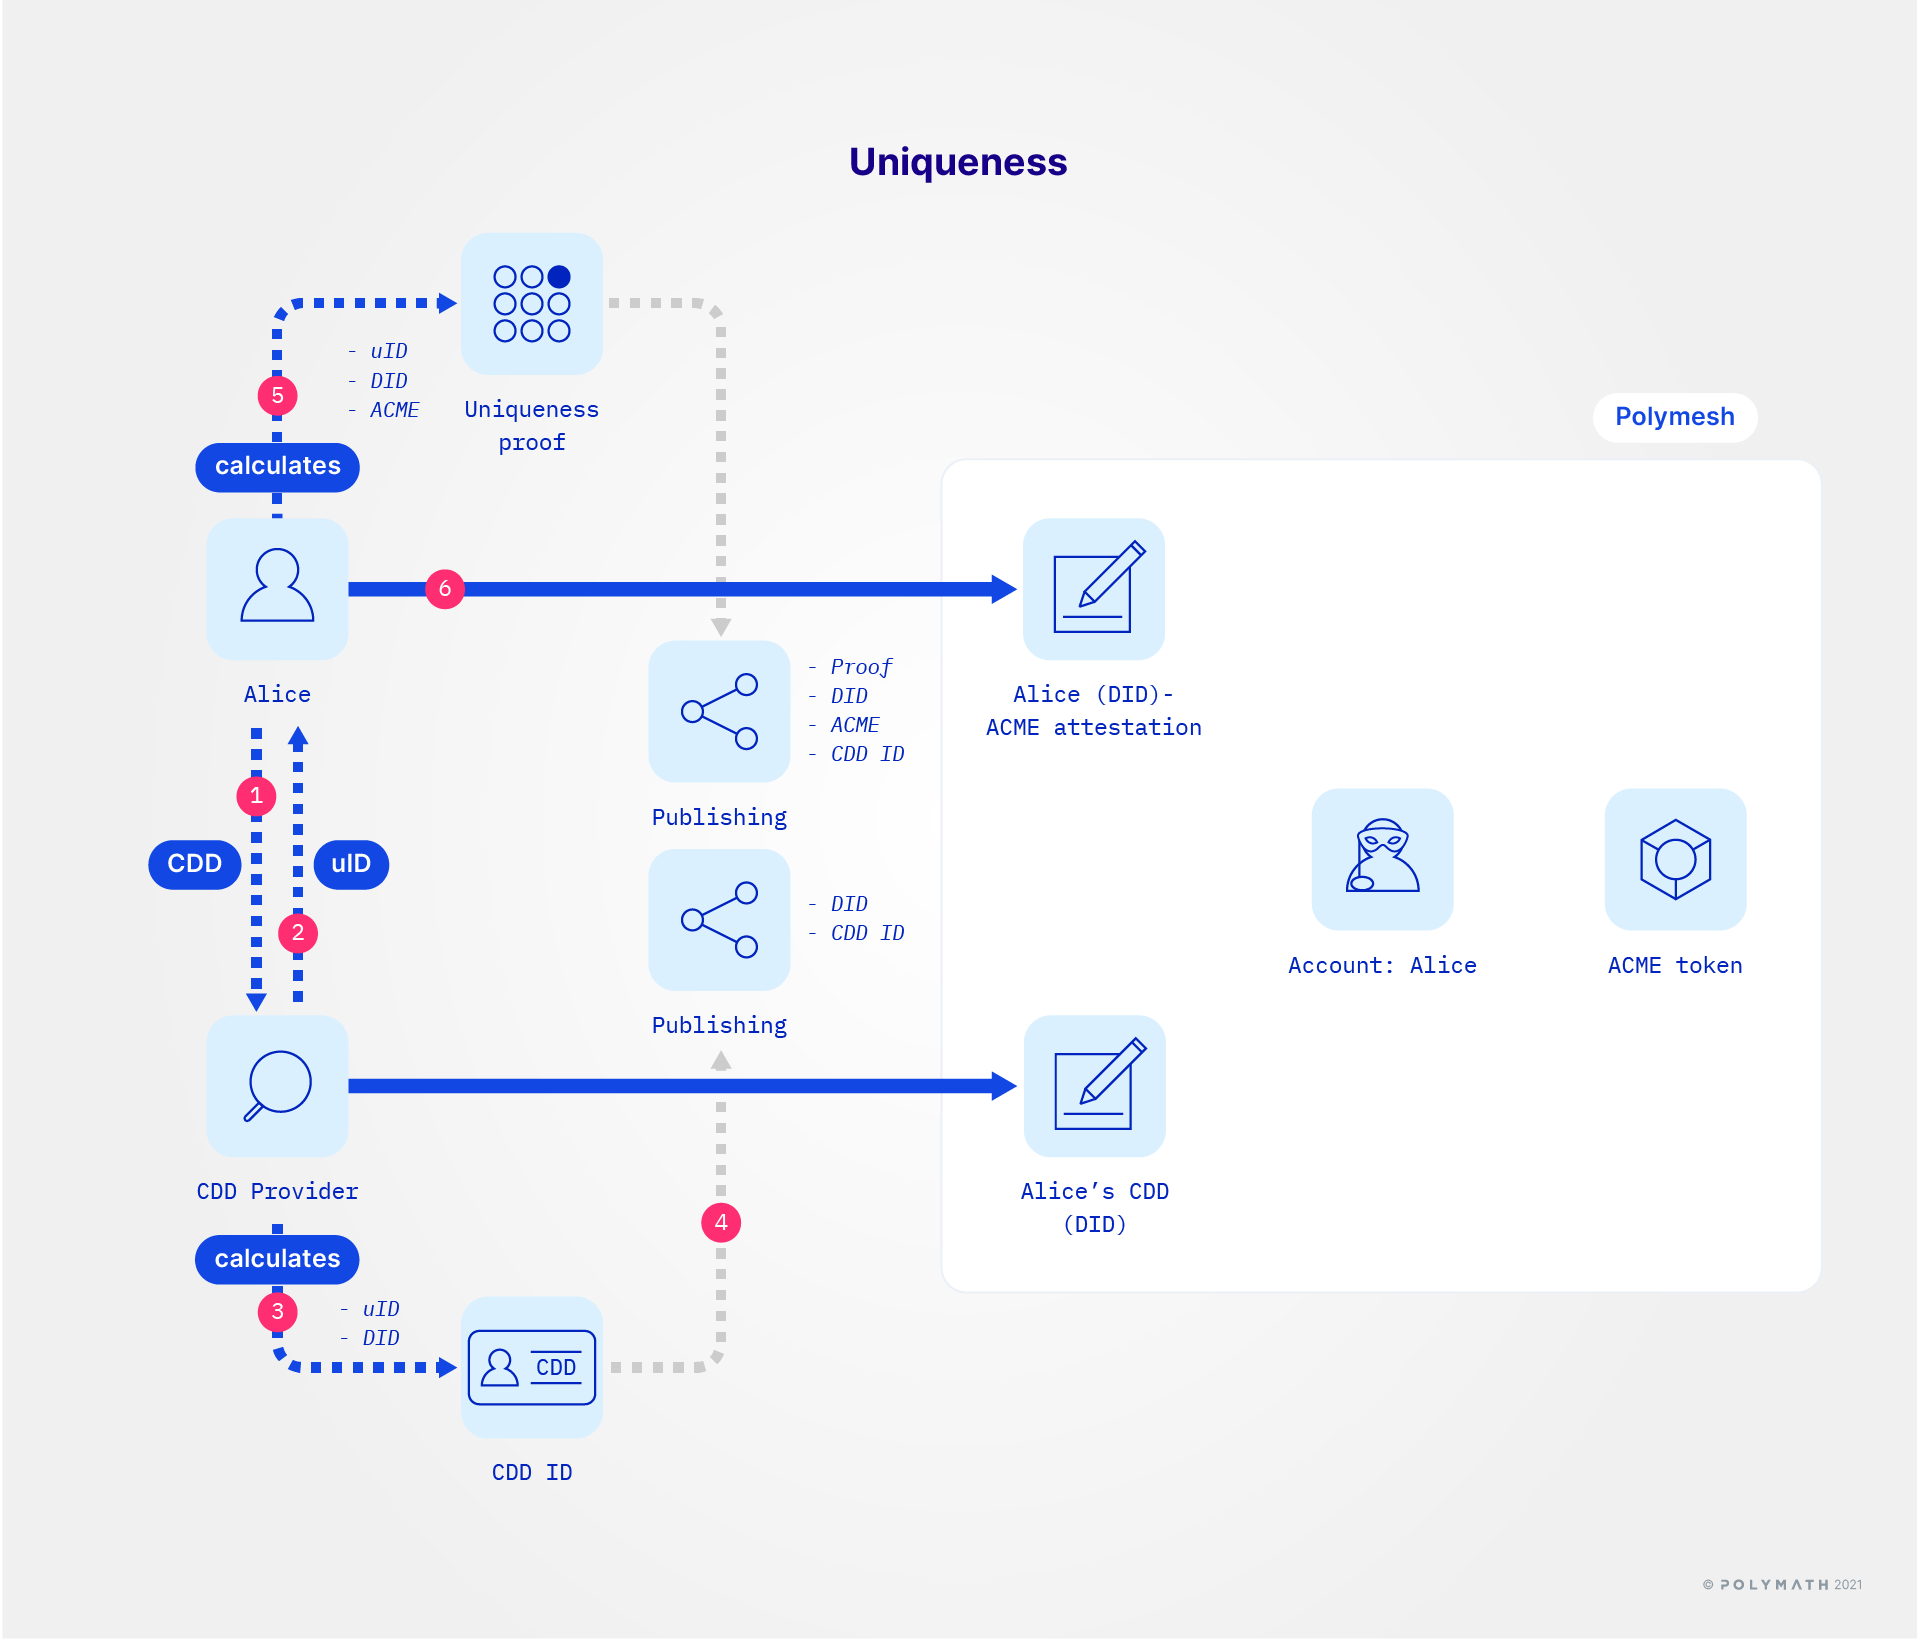 Uniqueness
- uID
- DID
- ACME
5
calculates
Uniqueness
proof
Polymesh
6
Alice
- Proof
- DID
- ACME
- CDD ID
Publishing
Alice (DID)-
ACME attestation
1
CDD
uID
2
- DID
- CDD ID
Publishing
Account: Alice
ACME token
CDD Provider
Alice’s CDD
(DID)
4
calculates
3
- uID
- DID
CDD
CDD ID
© POLYMATH 2021